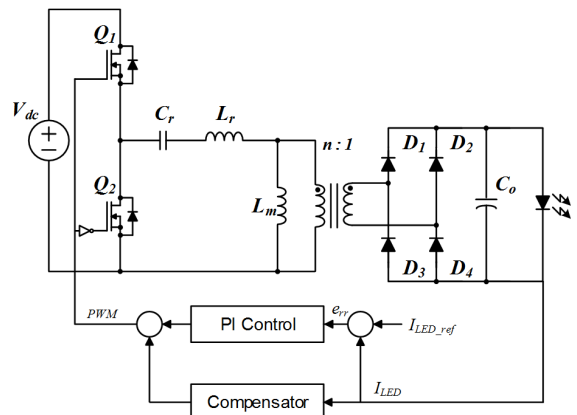 Q1
Vdc
Cr
Lr
n : 1
D1
D2
Q2
Lm
Co
D3
D4
PWM
PI Control
err
ILED_ref
ILED
Compensator